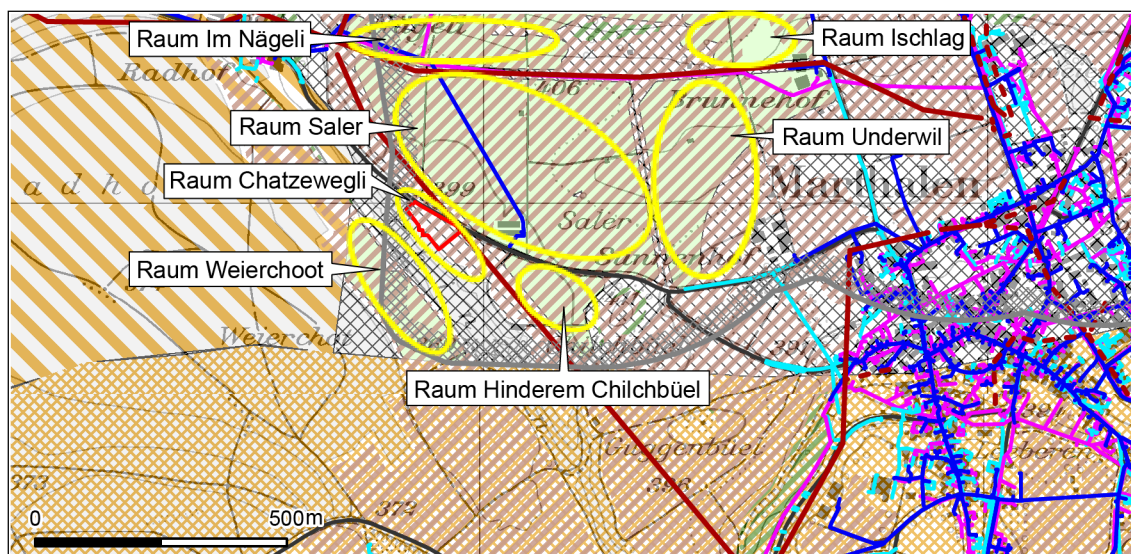 Raum Im Nägeli
Raum Ischlag
Radhof
406
Brunnehof
Raum Saler
Raum Underwil
Raum Chatzewegli
399
Saler
Sunnenhof
Raum Weierchoot
Raum Hinderem Chilchbüel
Guggenbüel
396
373
372
0
500m